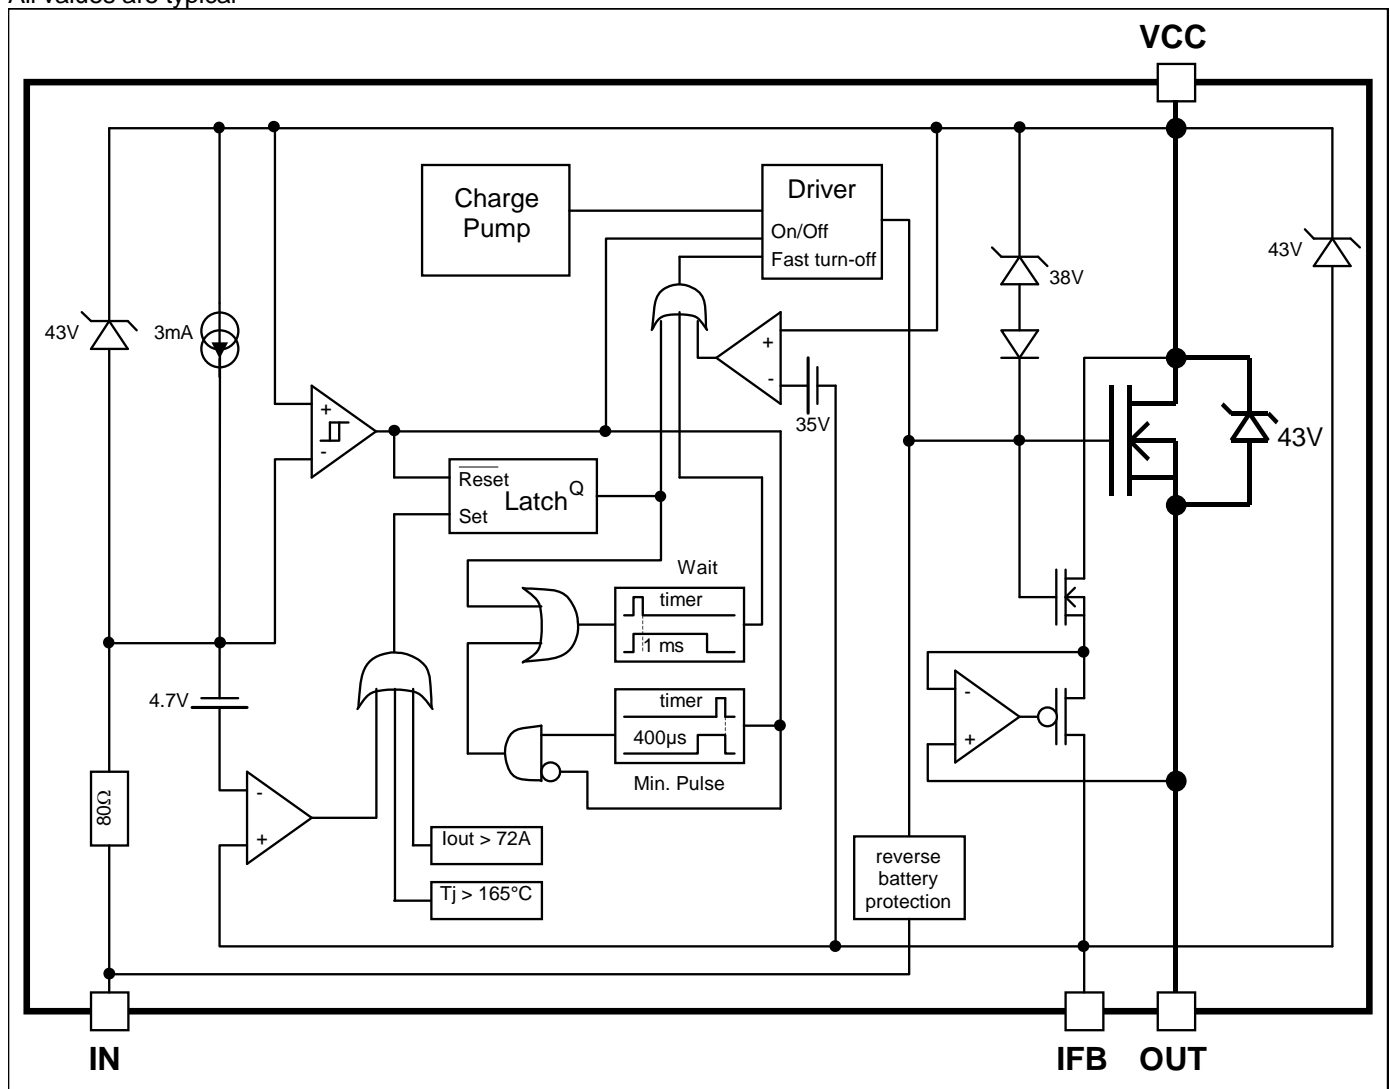 All values are typical
VCC
Charge
Pump
Driver
On/Off
Fast turn-off
43V
3mA
38V
43V
+
-
35V
+
-
43V
Reset
Latch
Q
Set
Wait
timer
1 ms
4.7V
timer
400µs
Min. Pulse
-
+
80Ω
-
+
Iout > 72A
Tj > 165°C
reverse
battery
protection
IN
IFB
OUT